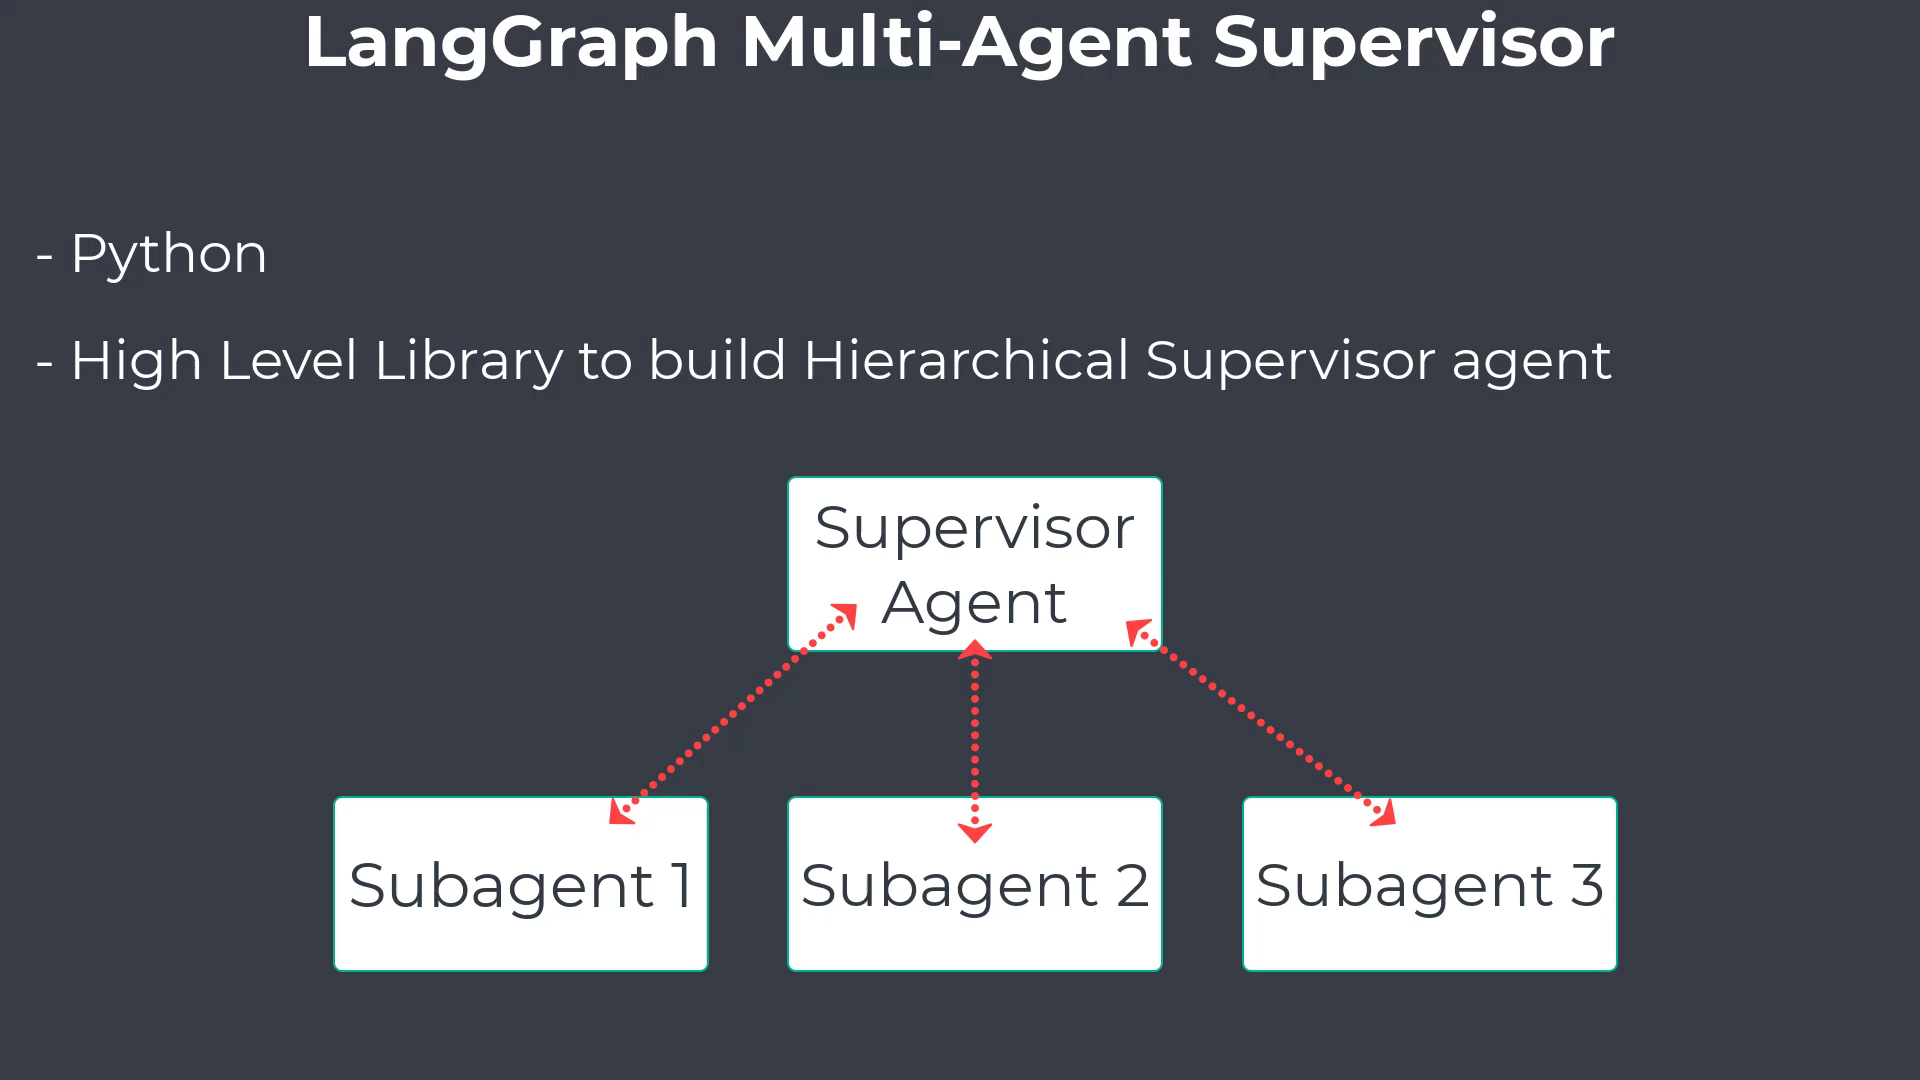 LangGraph Multi-Agent Supervisor
- Python
- High Level Library to build Hierarchical Supervisor agent
Supervisor
Agent
Subagent 1
Subagent 2
Subagent 3